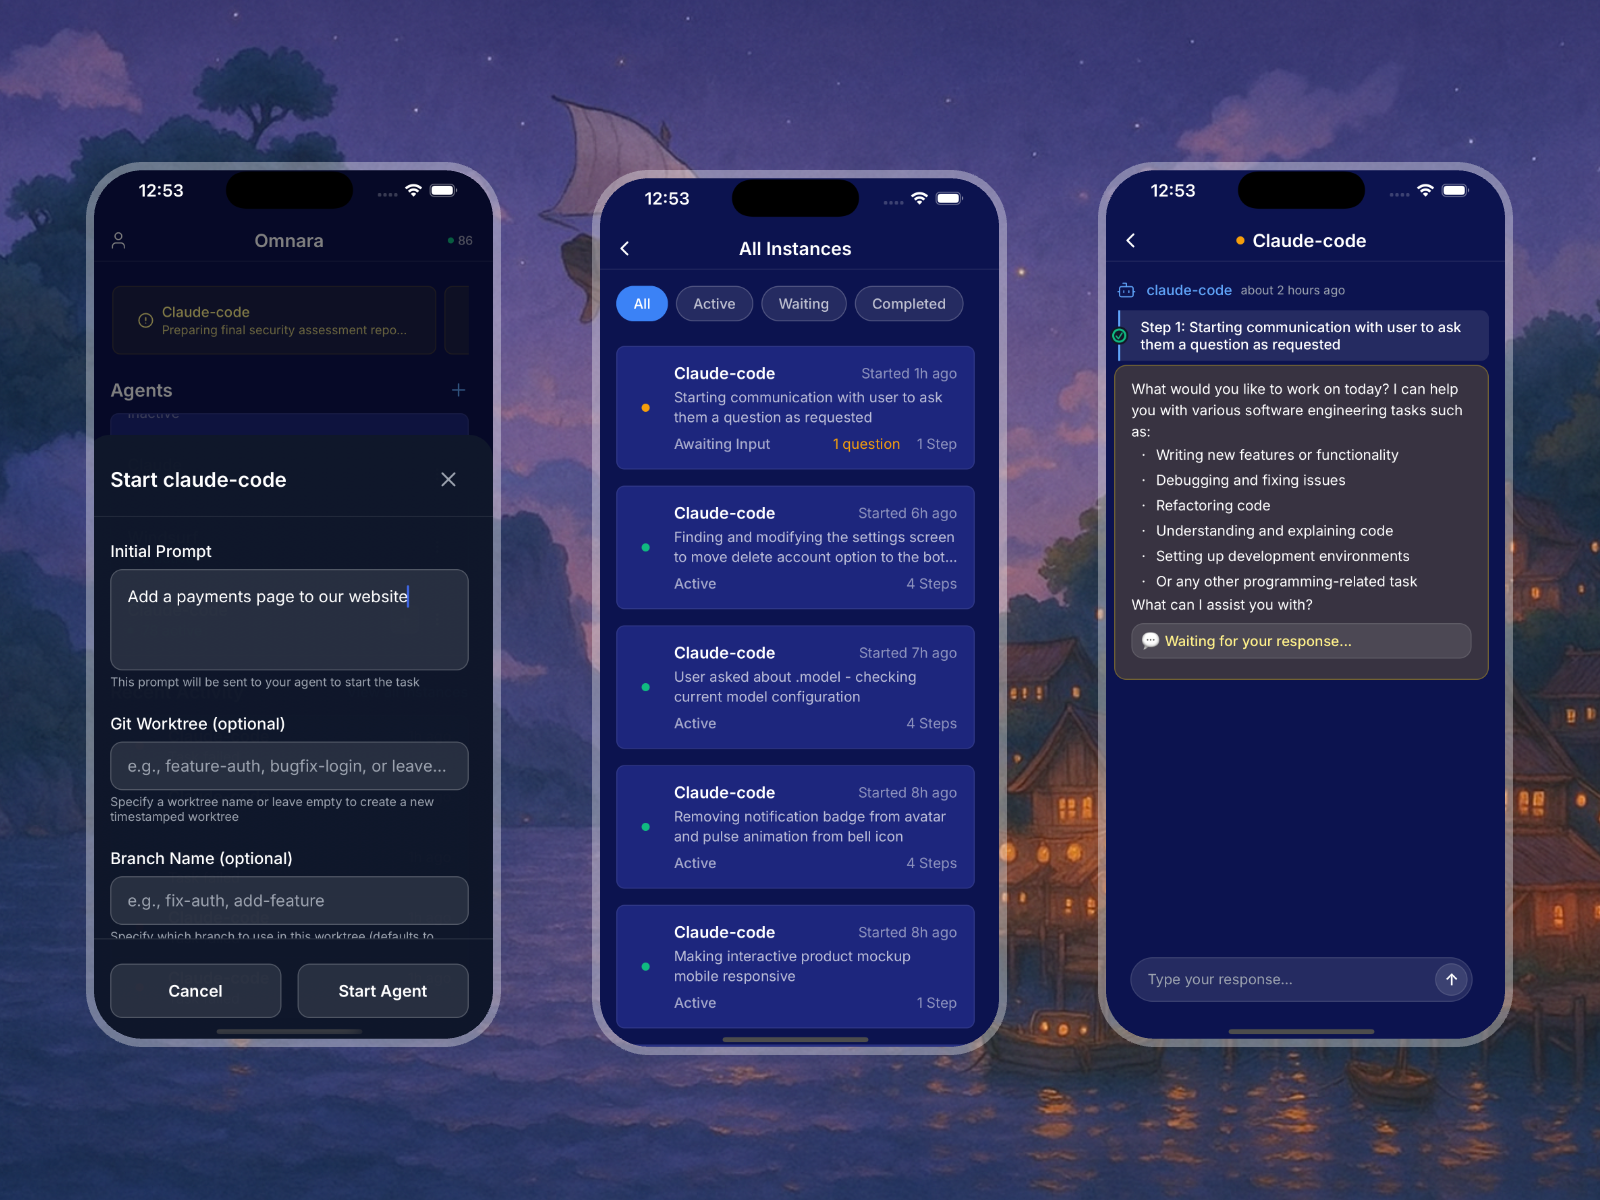 12:53
Omnara
86
Claude-code
Preparing final security assessment repo...
Agents
Inactive
Start claude-code
Initial Prompt
Add a payments page to our website
This prompt will be sent to your agent to start the task
Git Worktree (optional)
e.g., feature-auth, bugfix-login, or leave...
Specify a worktree name or leave empty to create a new
timestamped worktree
Branch Name (optional)
e.g., fix-auth, add-feature
Specify which branch to use in this worktree (defaults to
Cancel
Start Agent
12:53
All Instances
All
Active
Waiting
Completed
Claude-code
Started 1h ago
Starting communication with user to ask
them a question as requested
Awaiting Input
1 question
1 Step
Claude-code
Started 6h ago
Finding and modifying the settings screen
to move delete account option to the bot...
Active
4 Steps
Claude-code
Started 7h ago
User asked about .model - checking
current model configuration
Active
4 Steps
Claude-code
Started 8h ago
Removing notification badge from avatar
and pulse animation from bell icon
Active
4 Steps
Claude-code
Started 8h ago
Making interactive product mockup
mobile responsive
Active
1 Step
12:53
Claude-code
claude-code about 2 hours ago
Step 1: Starting communication with user to ask
them a question as requested
What would you like to work on today? I can help
you with various software engineering tasks such
as:
· Writing new features or functionality
· Debugging and fixing issues
· Refactoring code
· Understanding and explaining code
· Setting up development environments
· Or any other programming-related task
What can I assist you with?
💬 Waiting for your response...
Type your response...